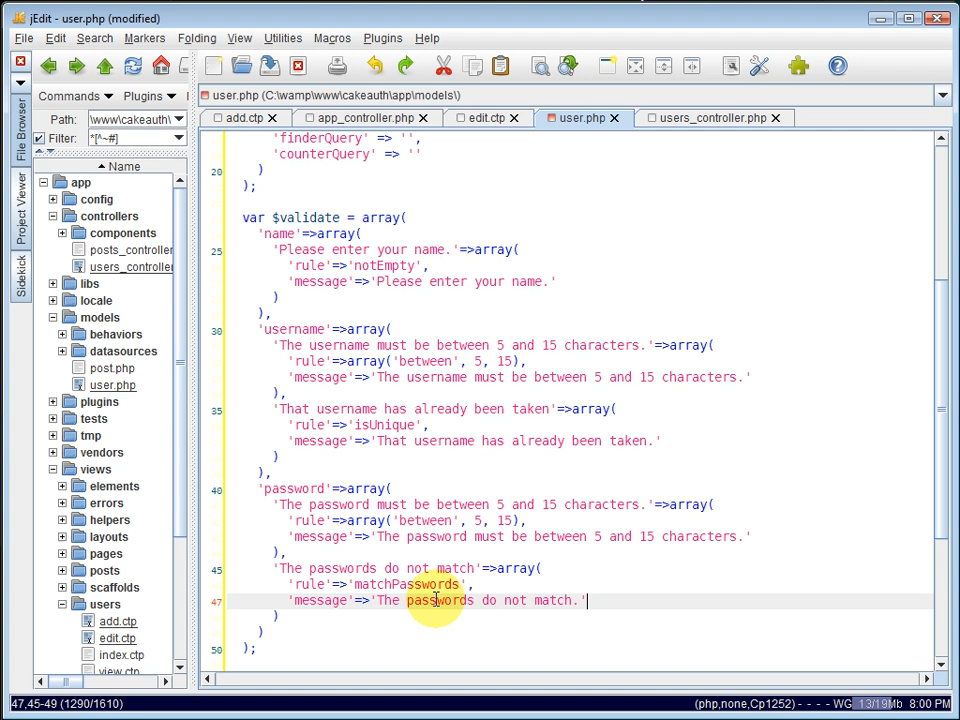 jEdit - user.php (modified)
File Edit Search Markers Folding View Utilities Macros Plugins Help
Commands Plugins
user.php (C:\wamp\www\cakeauth\app\models\)
Path: \www\cakeauth\
Filter: *[^~#]
add.ctp app_controller.php edit.ctp user.php users_controller.php
File Browser
Project Viewer
Sidekick
Name
app
config
controllers
components
posts_controlle
users_controlle
libs
locale
models
behaviors
datasources
post.php
user.php
plugins
tests
tmp
vendors
views
elements
errors
helpers
layouts
pages
posts
scaffolds
users
add.ctp
edit.ctp
index.ctp
view.ctp
'finderQuery' => '',
'counterQuery' => ''
20 )
);
var $validate = array(
'name'=>array(
25 'Please enter your name.'=>array(
'rule'=>'notEmpty',
'message'=>'Please enter your name.'
)
),
30 'username'=>array(
'The username must be between 5 and 15 characters.'=>array(
'rule'=>array('between', 5, 15),
'message'=>'The username must be between 5 and 15 characters.'
),
35 'That username has already been taken'=>array(
'rule'=>'isUnique',
'message'=>'That username has already been taken.'
)
),
40 'password'=>array(
'The password must be between 5 and 15 characters.'=>array(
'rule'=>array('between', 5, 15),
'message'=>'The password must be between 5 and 15 characters.'
),
45 'The passwords do not match'=>array(
'rule'=>'matchPasswords',
47 'message'=>'The passwords do not match.'
)
)
50 );
47,45-49 (1290/1610) (php,none,Cp1252) - - - - WG 13/19Mb 8:00 PM